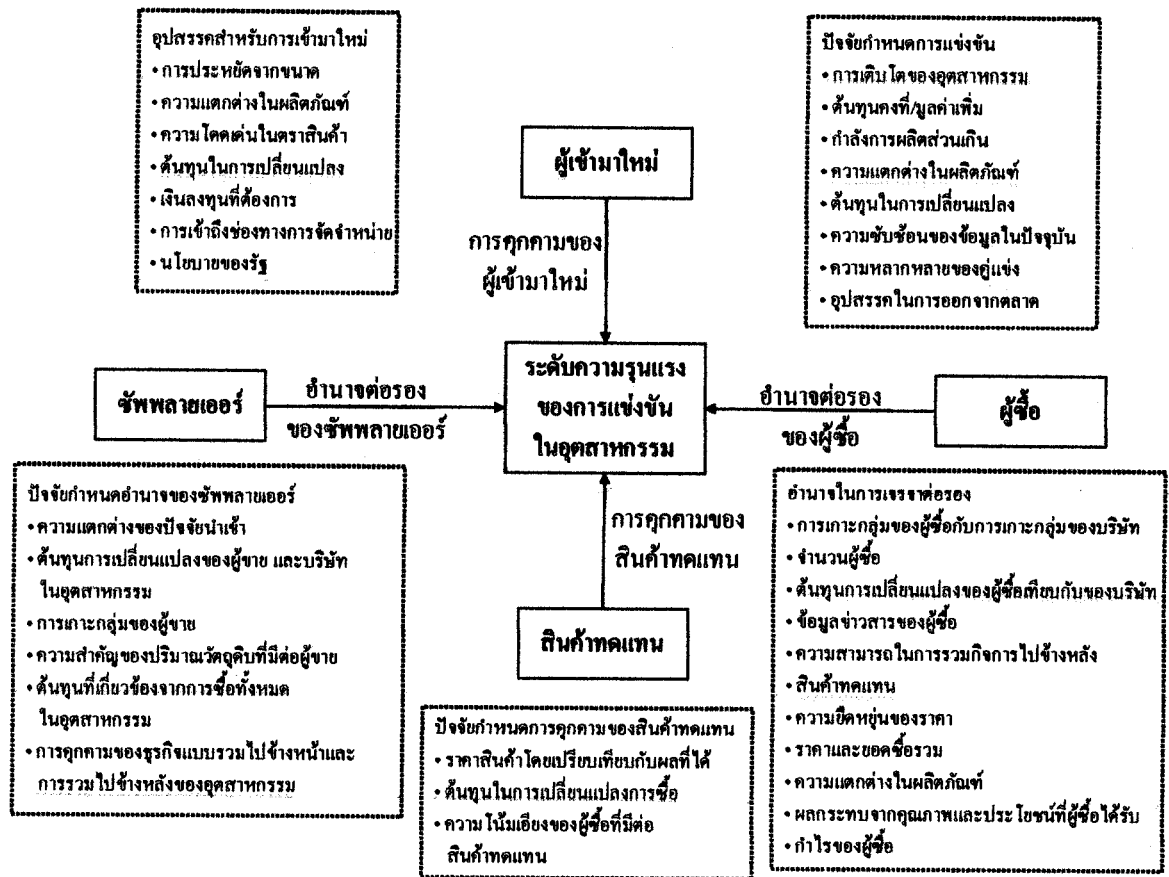 อุปสรรคสำหรับการเข้ามาใหม่
• การประหยัดจากขนาด
• ความแตกต่างในผลิตภัณฑ์
• ความโดดเด่นในตราสินค้า
• ต้นทุนในการเปลี่ยนแปลง
• เงินลงทุนที่ต้องการ
• การเข้าถึงช่องทางการจัดจำหน่าย
• นโยบายของรัฐ
ปัจจัยกำหนดการแข่งขัน
• การเติบโตของอุตสาหกรรม
• ต้นทุนคงที่/มูลค่าเพิ่ม
• กำลังการผลิตส่วนเกิน
• ความแตกต่างในผลิตภัณฑ์
• ต้นทุนในการเปลี่ยนแปลง
• ความซับซ้อนของข้อมูลในปัจจุบัน
• ความหลากหลายของคู่แข่ง
• อุปสรรคในการออกจากตลาด
ผู้เข้ามาใหม่
การคุกคามของ
ผู้เข้ามาใหม่
ซัพพลายเออร์
อำนาจต่อรอง
ของซัพพลายเออร์
ระดับความรุนแรง
ของการแข่งขัน
ในอุตสาหกรรม
อำนาจต่อรอง
ของผู้ซื้อ
ผู้ซื้อ
ปัจจัยกำหนดอำนาจของซัพพลายเออร์
• ความแตกต่างของปัจจัยนำเข้า
• ต้นทุนการเปลี่ยนแปลงของผู้ขาย และบริษัท
ในอุตสาหกรรม
• การเกาะกลุ่มของผู้ขาย
• ความสำคัญของปริมาณวัตถุดิบที่มีต่อผู้ขาย
• ต้นทุนที่เกี่ยวข้องจากการซื้อทั้งหมด
ในอุตสาหกรรม
• การคุกคามของธุรกิจแบบรวมไปข้างหน้าและ
การรวมไปข้างหลังของอุตสาหกรรม
การคุกคามของ
สินค้าทดแทน
สินค้าทดแทน
ปัจจัยกำหนดการคุกคามของสินค้าทดแทน
• ราคาสินค้าโดยเปรียบเทียบกับผลที่ได้
• ต้นทุนในการเปลี่ยนแปลงการซื้อ
• ความโน้มเอียงของผู้ซื้อที่มีต่อ
สินค้าทดแทน
อำนาจในการเจรจาต่อรอง
• การเกาะกลุ่มของผู้ซื้อกับการเกาะกลุ่มของบริษัท
• จำนวนผู้ซื้อ
• ต้นทุนการเปลี่ยนแปลงของผู้ซื้อเทียบกับของบริษัท
• ข้อมูลข่าวสารของผู้ซื้อ
• ความสามารถในการรวมกิจการไปข้างหลัง
• สินค้าทดแทน
• ความยืดหยุ่นของราคา
• ราคาและยอดซื้อรวม
• ความแตกต่างในผลิตภัณฑ์
• ผลกระทบจากคุณภาพและประโยชน์ที่ผู้ซื้อได้รับ
• กำไรของผู้ซื้อ